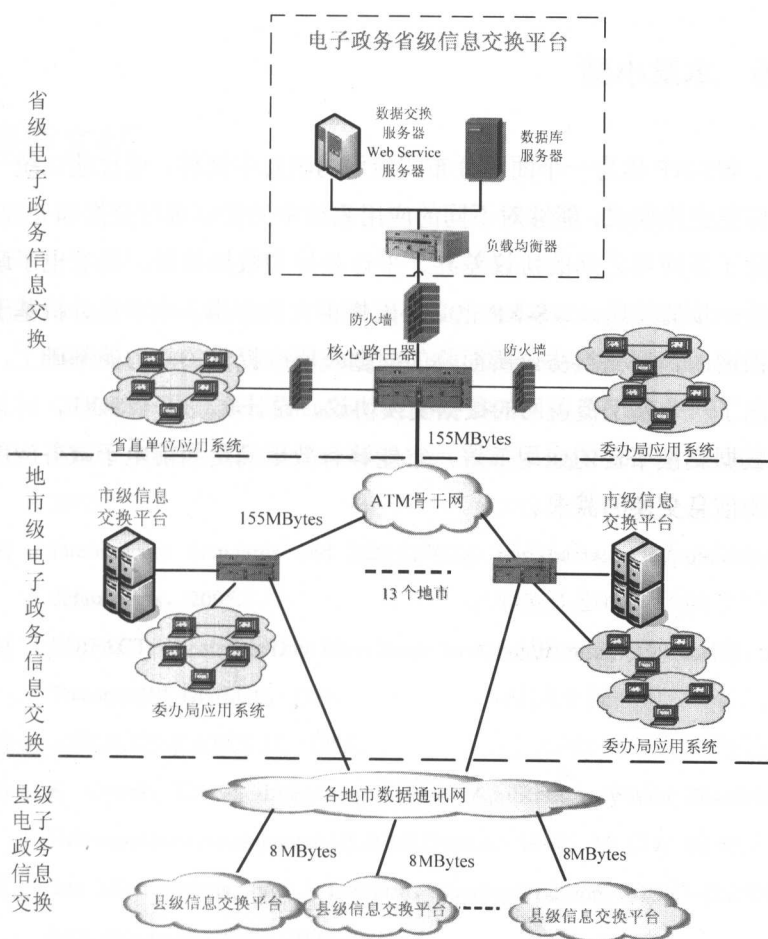 电子政务省级信息交换平台
省级电子政务信息交换
数据交换
服务器
Web Service
服务器
数据库
服务器
负载均衡器
防火墙
核心路由器
防火墙
省直单位应用系统
155MBytes
委办局应用系统
地市级电子政务信息交换
市级信息
交换平台
155MBytes
ATM骨干网
市级信息
交换平台
13个地市
委办局应用系统
委办局应用系统
县级
电子
政务
信息
交换
各地市数据通讯网
8MBytes
8MBytes
8MBytes
县级信息交换平台
县级信息交换平台
县级信息交换平台